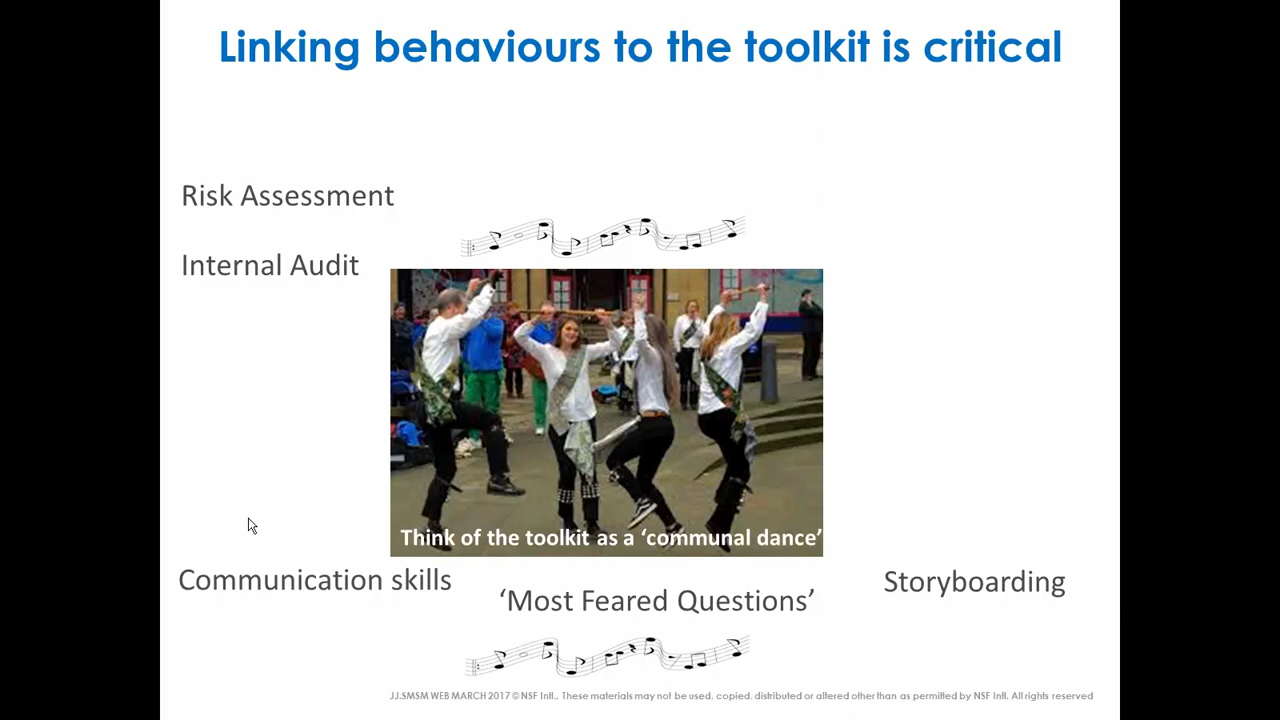 Linking behaviours to the toolkit is critical
Risk Assessment
Internal Audit
Think of the toolkit as a ‘communal dance’
Communication skills
‘Most Feared Questions’
Storyboarding
JJ.SMSM WEB MARCH 2017 © NSF Intl.. These materials may not be used, copied, distributed or altered other than as permitted by NSF Intl. All rights reserved